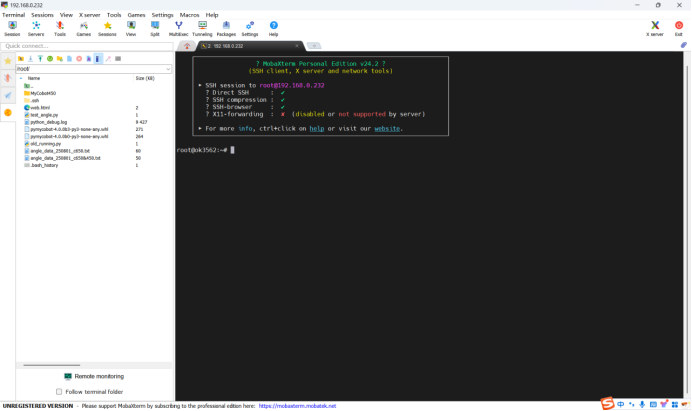 192.168.0.232
Terminal Sessions View X server Tools Games Settings Macros Help
Session Servers Tools Games Sessions View Split MultiExec Tunneling Packages Settings Help X server Exit
Quick connect...
2. 192.168.0.232
/root/
Name Size (KB)
..
MyCobot450
.ssh
web.html 2
test_angle.py 1
python_debug.log 9 427
pymycobot-4.0.0b3-py3-none-any.whl 271
pymycobot-4.0.0b0-py3-none-any.whl 264
old_running.py 1
angle_data_250801_c650.txt 60
angle_data_250801_c650&450.txt 50
.bash_history 1
? MobaXterm Personal Edition v24.2 ?
(SSH client, X server and network tools)
► SSH session to root@192.168.0.232
? Direct SSH : ✔
? SSH compression : ✔
? SSH-browser : ✔
? X11-forwarding : ✘ (disabled or not supported by server)
► For more info, ctrl+click on help or visit our website.
root@ok3562:~#
Remote monitoring
Follow terminal folder
UNREGISTERED VERSION - Please support MobaXterm by subscribing to the professional edition here: https://mobaxterm.mobatek.net
中